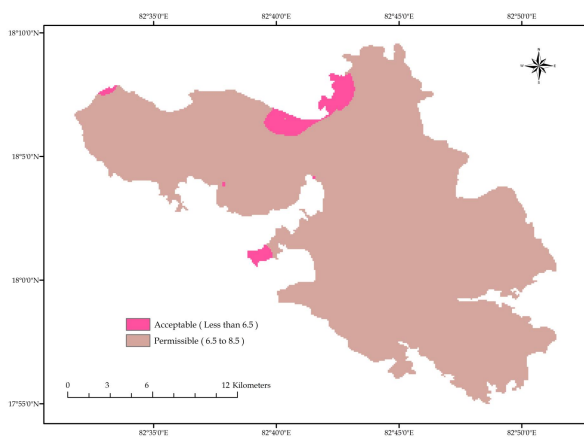 82°35'0"E 82°40'0"E 82°45'0"E 82°50'0"E
18°10'0"N
18°5'0"N
18°0'0"N
17°55'0"N
N
W E
S
Acceptable ( Less than 6.5 )
Permissible ( 6.5 to 8.5 )
0 3 6 12 Kilometers
82°35'0"E 82°40'0"E 82°45'0"E 82°50'0"E